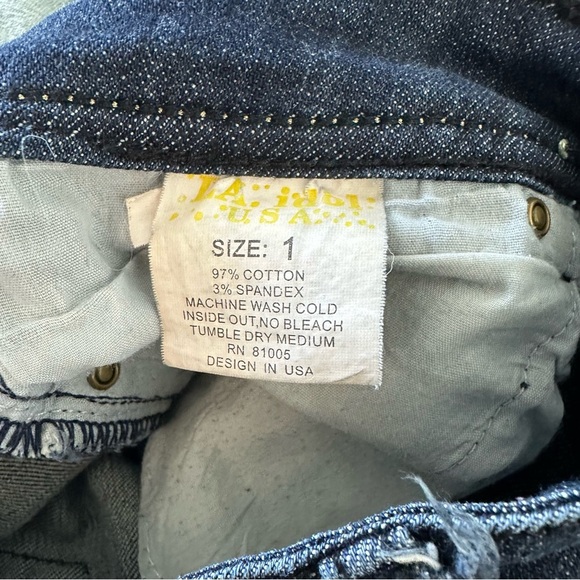 LA idol
USA
SIZE: 1
97% COTTON
3% SPANDEX
MACHINE WASH COLD
INSIDE OUT,NO BLEACH
TUMBLE DRY MEDIUM
RN 81005
DESIGN IN USA